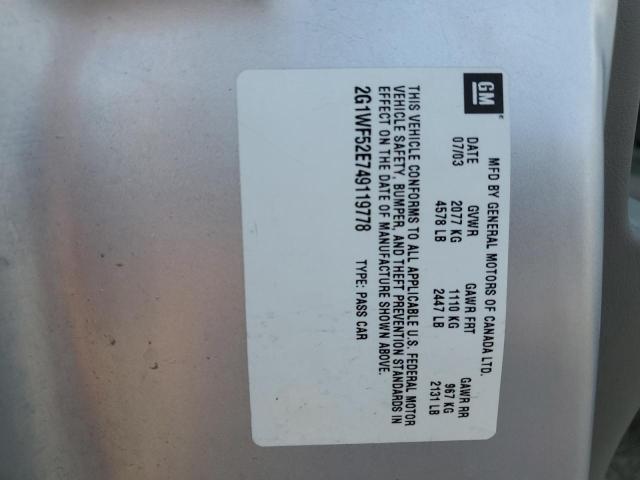 GM
MFD BY GENERAL MOTORS OF CANADA LTD.
DATE GVWR GAWR FRT GAWR RR
07/03 2077 KG 1110 KG 967 KG
4578 LB 2447 LB 2131 LB
THIS VEHICLE CONFORMS TO ALL APPLICABLE U.S. FEDERAL MOTOR
VEHICLE SAFETY, BUMPER, AND THEFT PREVENTION STANDARDS IN
EFFECT ON THE DATE OF MANUFACTURE SHOWN ABOVE.
2G1WF52E749119778 TYPE: PASS CAR